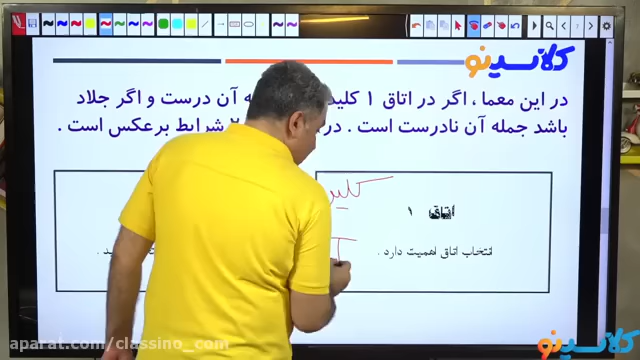 کلاسینو
در این معما ، اگر در اتاق ۱ کلید آن درست و اگر جلاد
باشد جمله آن نادرست است . در شرایط برعکس است .
کلید
اتاق ۱
T
انتخاب اتاق اهمیت دارد .
کلاسینو
aparat.com/classino_com